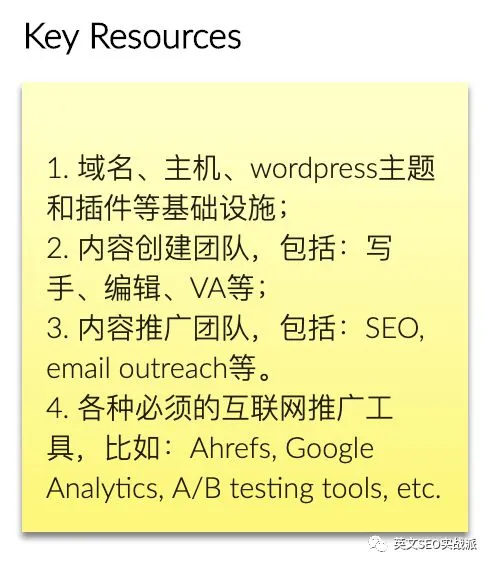 Key Resources
1. 域名、主机、wordpress主题
和插件等基础设施；
2. 内容创建团队，包括：写
手、编辑、VA等；
3. 内容推广团队，包括：SEO,
email outreach等。
4. 各种必须的互联网推广工
具，比如：Ahrefs, Google
Analytics, A/B testing tools, etc.
英文SEO实战派